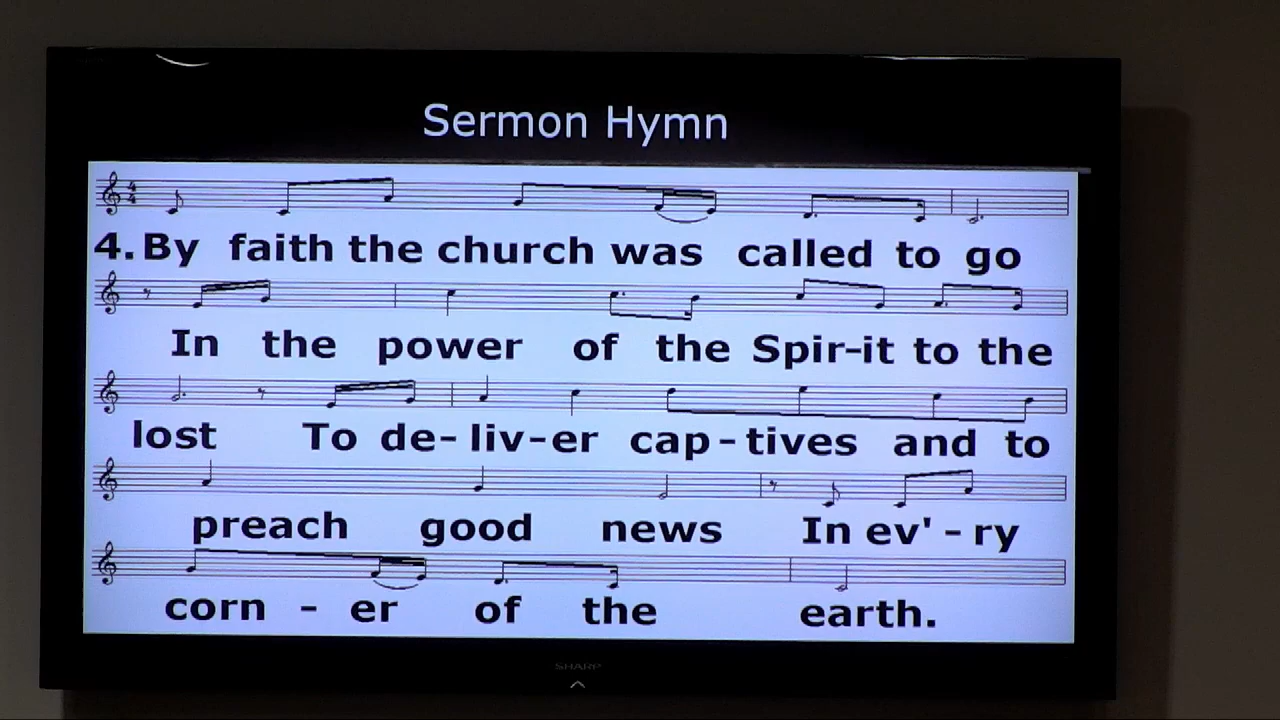 Sermon Hymn
4. By faith the church was called to go
In the power of the Spir-it to the
lost To de-liv-er cap-tives and to
preach good news In ev'-ry
corn - er of the earth.
SHARP